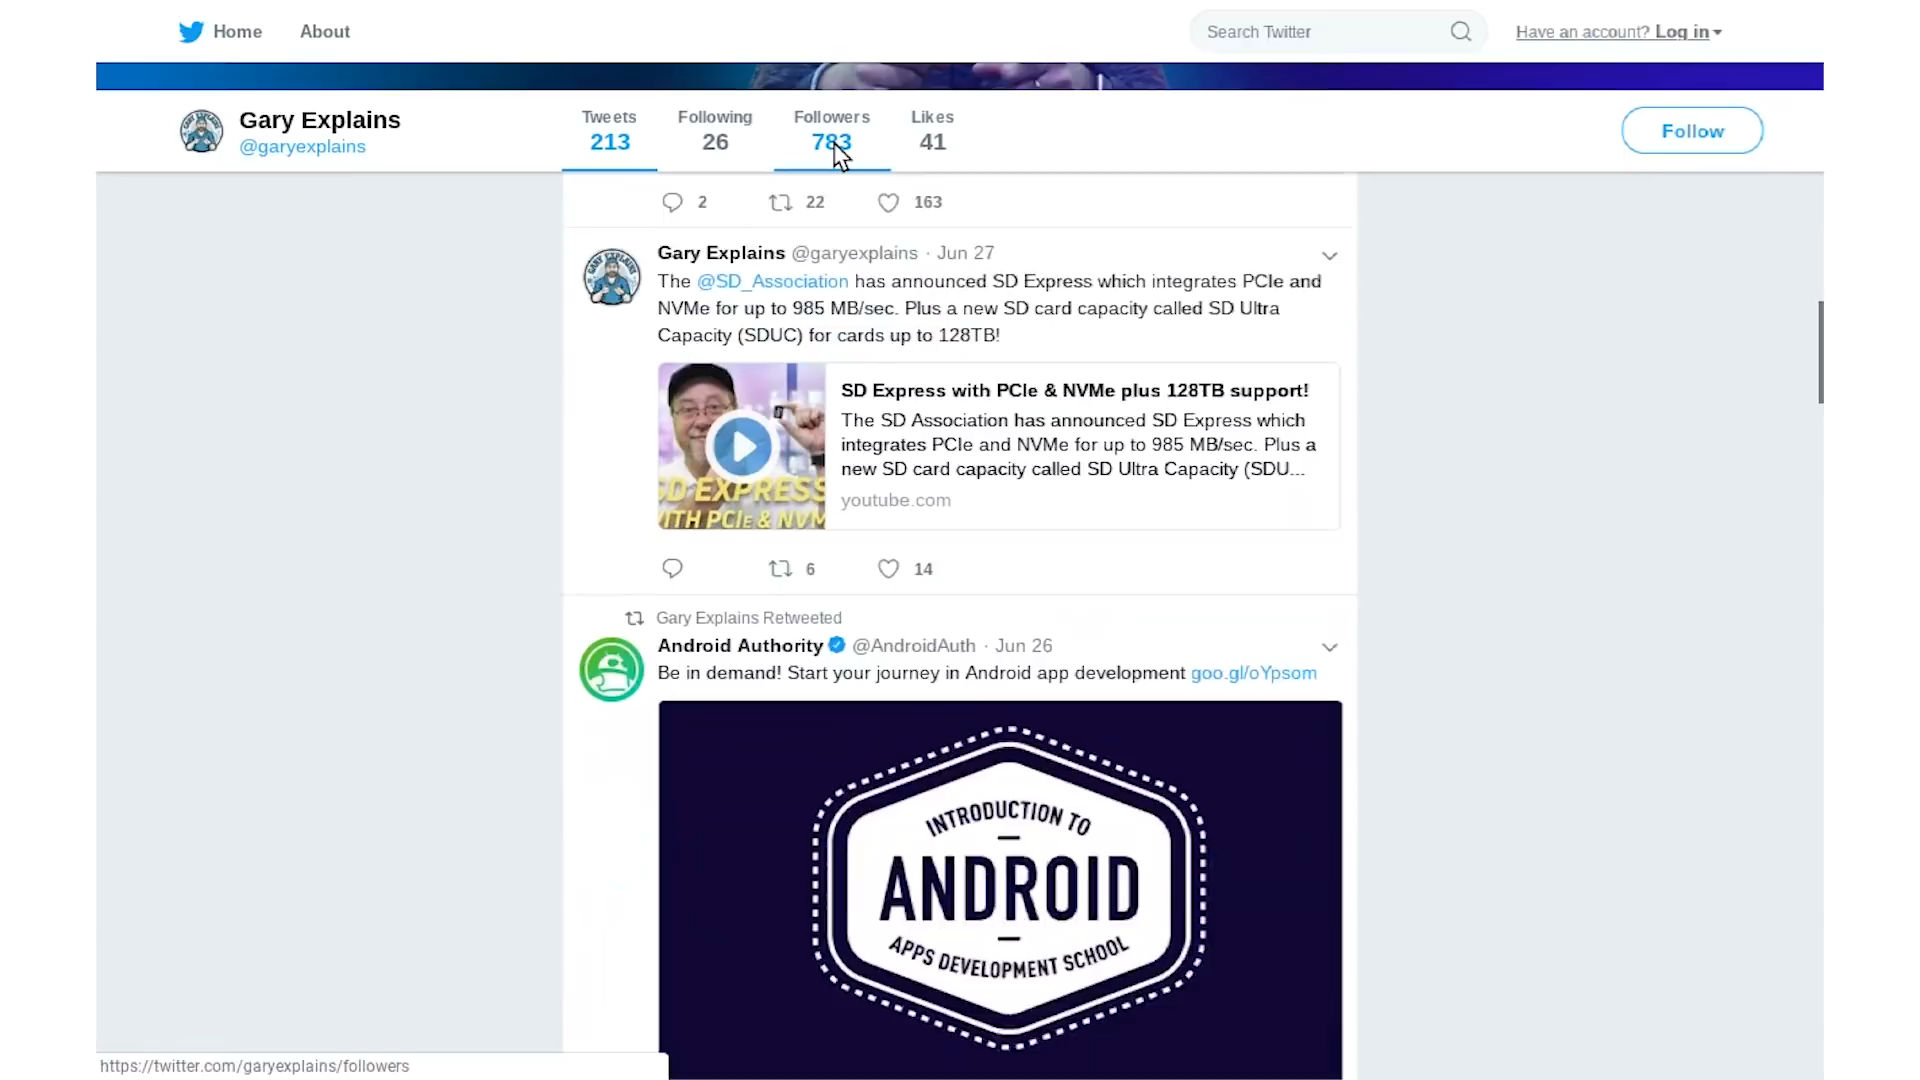 Home
About
Search Twitter
Have an account? Log in
Gary Explains
@garyexplains
Tweets
213
Following
26
Followers
783
Likes
41
Follow
2
22
163
Gary Explains @garyexplains · Jun 27
The @SD_Association has announced SD Express which integrates PCIe and
NVMe for up to 985 MB/sec. Plus a new SD card capacity called SD Ultra
Capacity (SDUC) for cards up to 128TB!
SD EXPRESS
WITH PCIe & NVM
SD Express with PCIe & NVMe plus 128TB support!
The SD Association has announced SD Express which
integrates PCIe and NVMe for up to 985 MB/sec. Plus a
new SD card capacity called SD Ultra Capacity (SDU...
youtube.com
6
14
Gary Explains Retweeted
Android Authority @AndroidAuth · Jun 26
Be in demand! Start your journey in Android app development goo.gl/oYpsom
INTRODUCTION TO
ANDROID
APPS DEVELOPMENT SCHOOL
https://twitter.com/garyexplains/followers